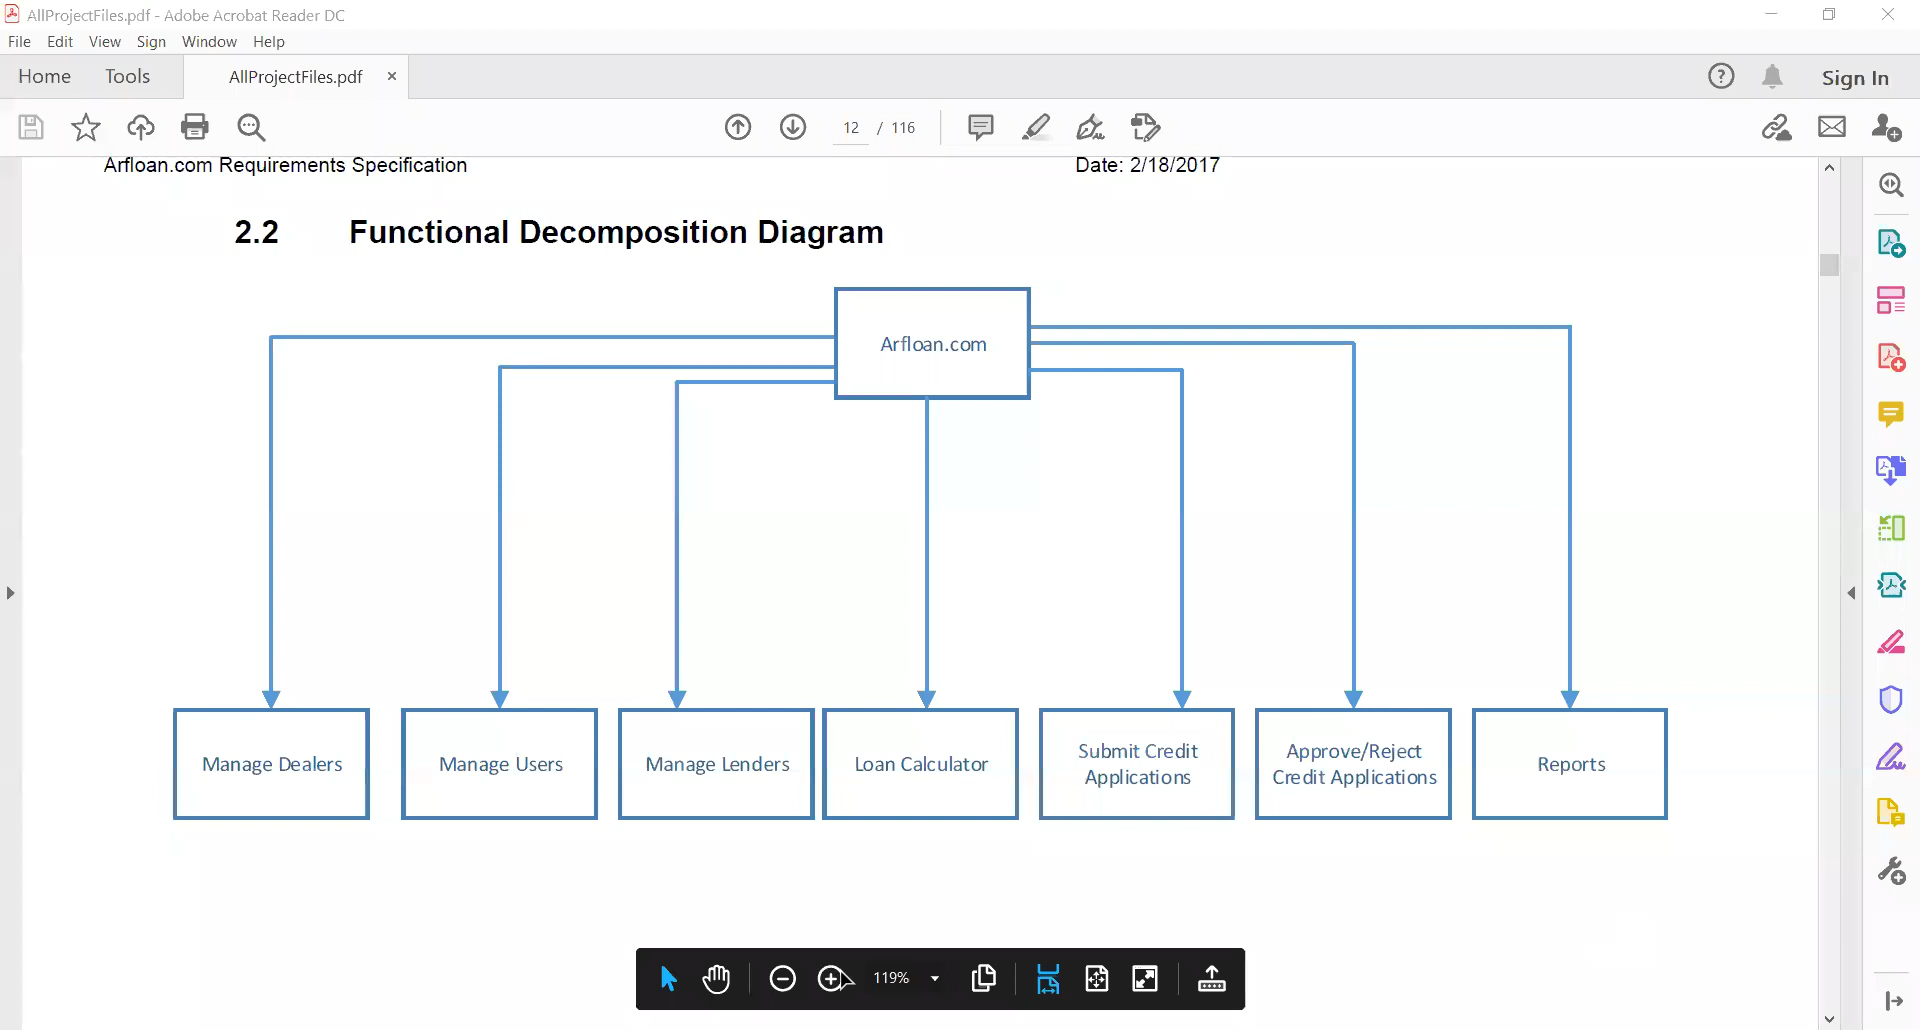 AllProjectFiles.pdf - Adobe Acrobat Reader DC
File Edit View Sign Window Help
Home Tools AllProjectFiles.pdf × Sign In
12 / 116
Arfloan.com Requirements Specification Date: 2/18/2017
2.2 Functional Decomposition Diagram
Arfloan.com
Manage Dealers
Manage Users
Manage Lenders
Loan Calculator
Submit Credit
Applications
Approve/Reject
Credit Applications
Reports
119%